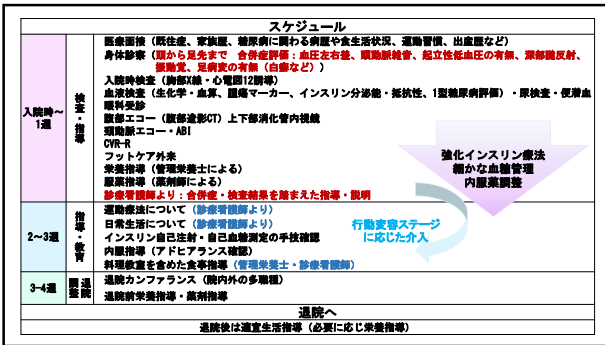 スケジュール
入院時~
1週
検査・指導
医療面接（既往症、家族歴、糖尿病に関わる病歴や食生活状況、運動習慣、出産歴など）
身体診察（頭から足先まで 合併症評価：血圧左右差、頸動脈雑音、起立性低血圧の有無、深部腱反射、
振動覚、足病変の有無（白癬など））
入院時検査（胸部X線・心電図12誘導）
血液検査（生化学・血算、腫瘍マーカー、インスリン分泌能・抵抗性、1型糖尿病評価）・尿検査・便潜血
眼科受診
腹部エコー（腹部造影CT）上下部消化管内視鏡
頸動脈エコー・ABI
CVR-R
フットケア外来
栄養指導（管理栄養士による）
服薬指導（薬剤師による）
診療看護師より：合併症・検査結果を踏まえた指導・説明
強化インスリン療法
細かな血糖管理
内服薬調整
2～3週
指導・教育
運動療法について（診療看護師より）
日常生活について（診療看護師より）
インスリン自己注射・自己血糖測定の手技確認
内服指導（アドヒアランス確認）
料理教室を含めた食事指導（管理栄養士・診療看護師）
行動変容ステージ
に応じた介入
3-4週
退院調整
退院カンファランス（院内外の多職種）
退院前栄養指導・薬剤指導
退院へ
退院後は適宜生活指導（必要に応じ栄養指導）